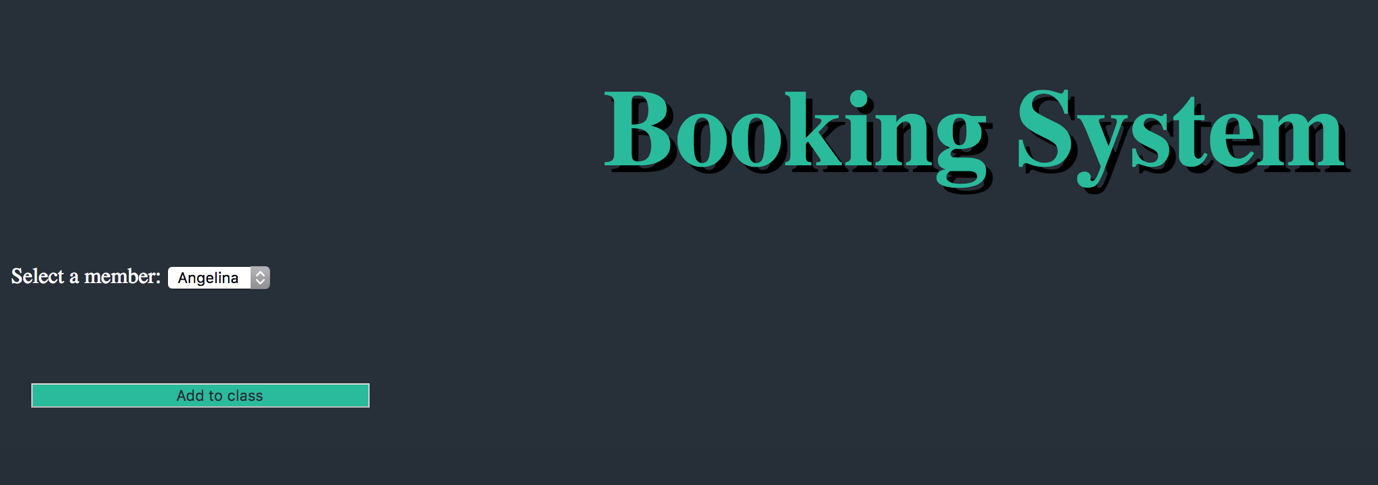 Booking System
Select a member: Angelina
Add to class